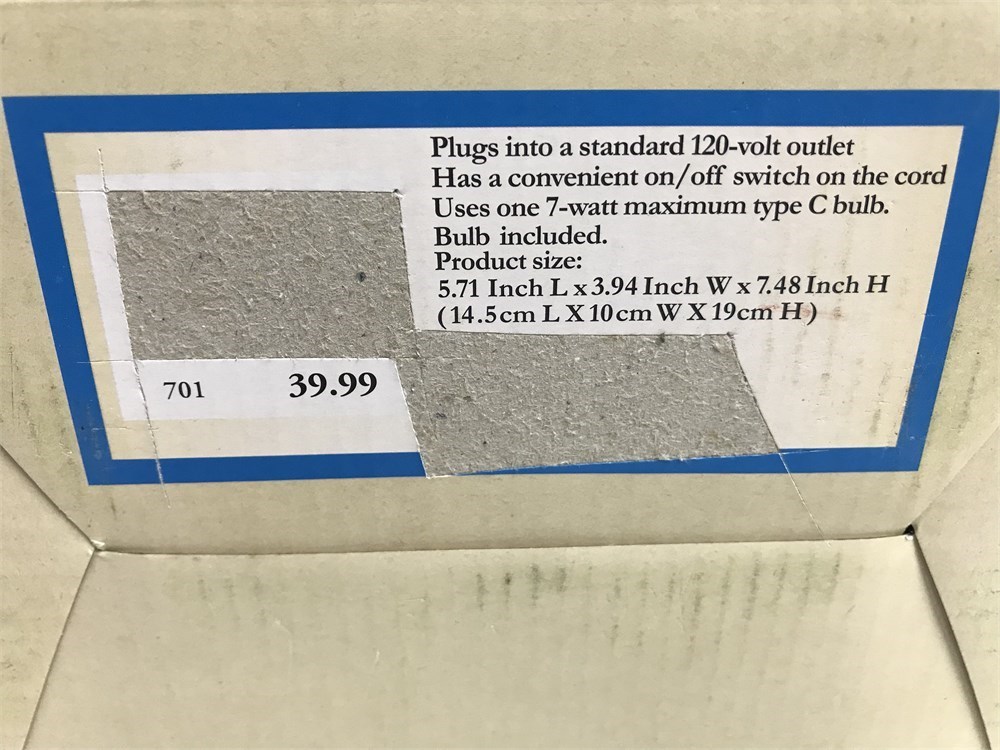 Plugs into a standard 120-volt outlet
Has a convenient on/off switch on the cord
Uses one 7-watt maximum type C bulb.
Bulb included.
Product size:
5.71 Inch L x 3.94 Inch W x 7.48 Inch H
(14.5cm L X 10cm W X 19cm H)
701 39.99